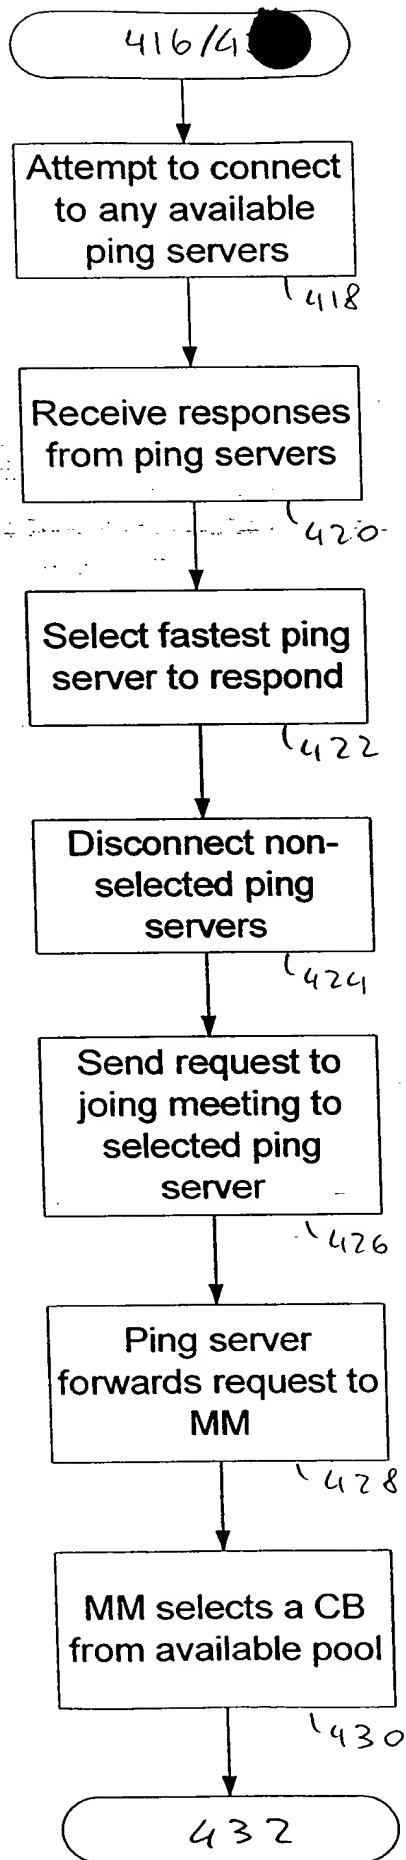 416/4
Attempt to connect
to any available
ping servers
418
Receive responses
from ping servers
420
Select fastest ping
server to respond
422
Disconnect non-
selected ping
servers
424
Send request to
joing meeting to
selected ping
server
426
Ping server
forwards request to
MM
428
MM selects a CB
from available pool
430
432